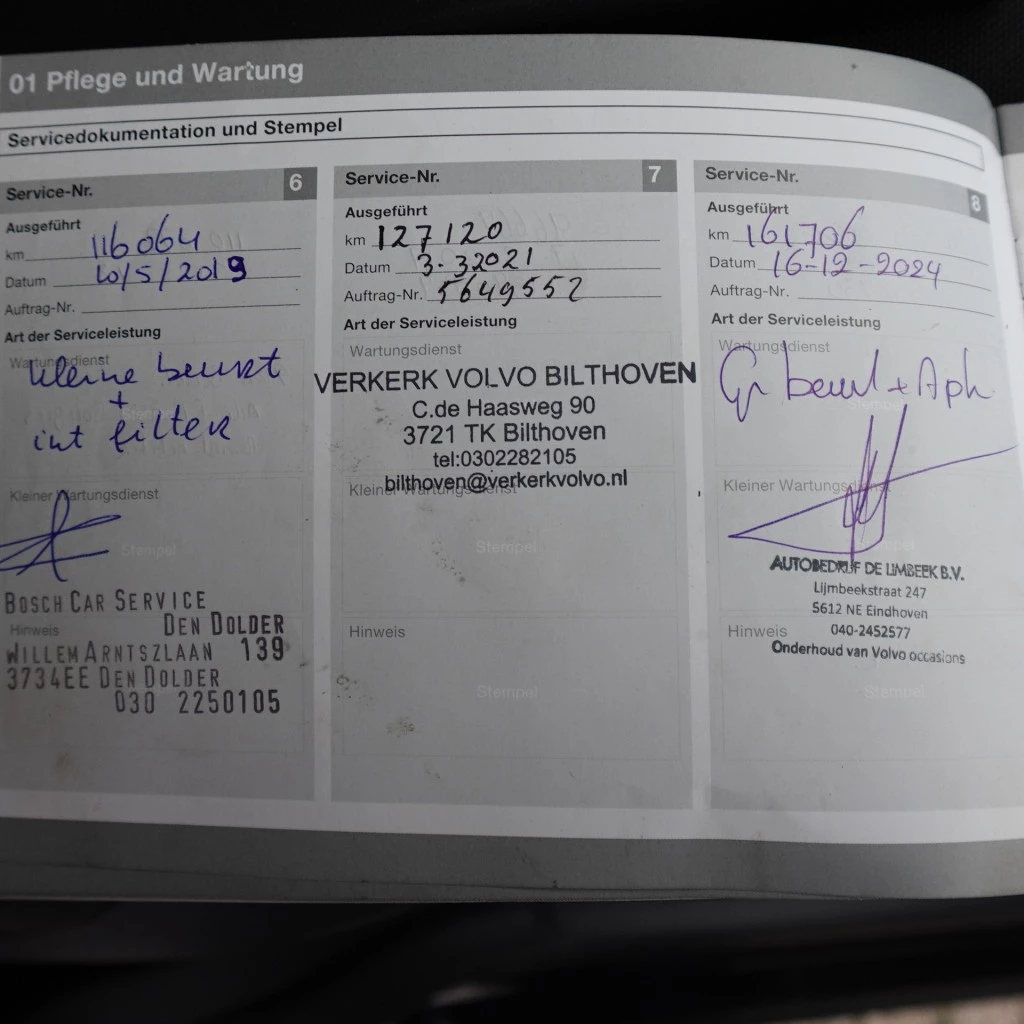 01 Pflege und Wartung
Servicedokumentation und Stempel
Service-Nr. 6
Ausgeführt
km 116064
Datum 10/5/2019
Auftrag-Nr.
Art der Serviceleistung
Wartungsdienst
kleine beurt
+
int filter
Stempel
Kleiner Wartungsdienst
Stempel
BOSCH CAR SERVICE
DEN DOLDER
Hinweis
WILLEM ARNTSZLAAN 139
3734EE DEN DOLDER
030 2250105
Service-Nr. 7
Ausgeführt
km 127120
Datum 3-32021
Auftrag-Nr. 5649552
Art der Serviceleistung
Wartungsdienst
VERKERK VOLVO BILTHOVEN
C.de Haasweg 90
3721 TK Bilthoven
tel:0302282105
bilthoven@verkerkvolvo.nl
Kleiner Wartungsdienst
Stempel
Hinweis
Stempel
Service-Nr. 8
Ausgeführt
km 161706
Datum 16-12-2024
Auftrag-Nr.
Art der Serviceleistung
Wartungsdienst
Gr beurt + Apk
Stempel
Kleiner Wartungsdienst
Stempel
AUTOBEDRIJF DE LIJMBEEK B.V.
Lijmbeekstraat 247
5612 NE Eindhoven
Hinweis
040-2452577
Onderhoud van Volvo occasions
Stempel